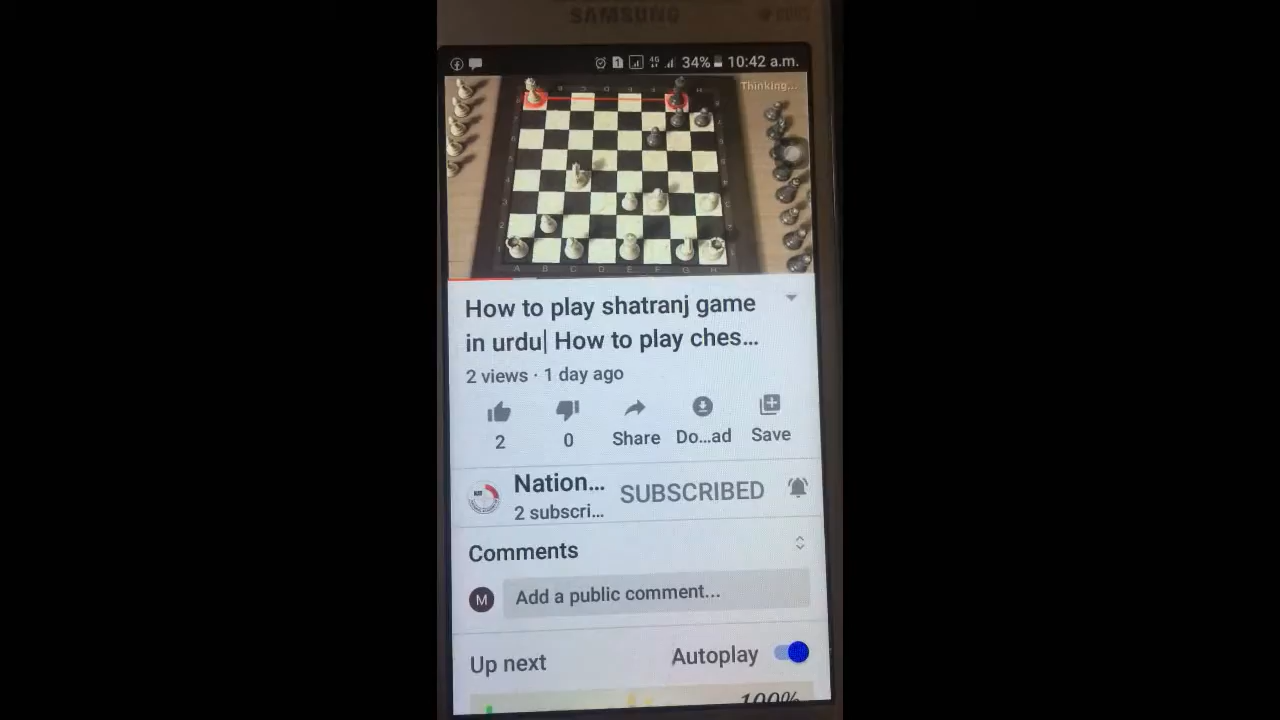 SAMSUNG
4G 34% 10:42 a.m.
Thinking...
A B C D E F G H
How to play shatranj game
in urdu| How to play ches...
2 views · 1 day ago
2 0 Share Do...ad Save
Nation... SUBSCRIBED
2 subscri...
Comments
M Add a public comment...
Up next Autoplay
100%